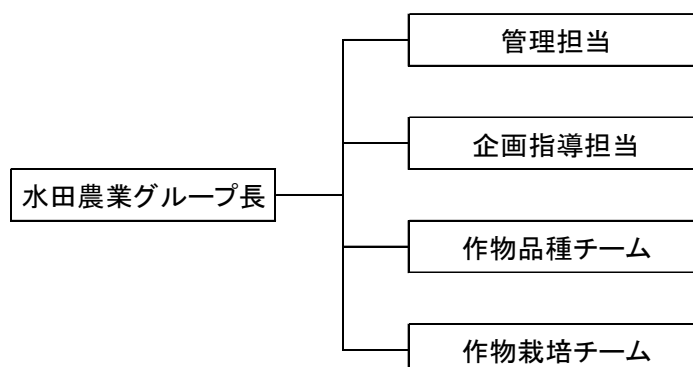 管理担当
企画指導担当
水田農業グループ長
作物品種チーム
作物栽培チーム